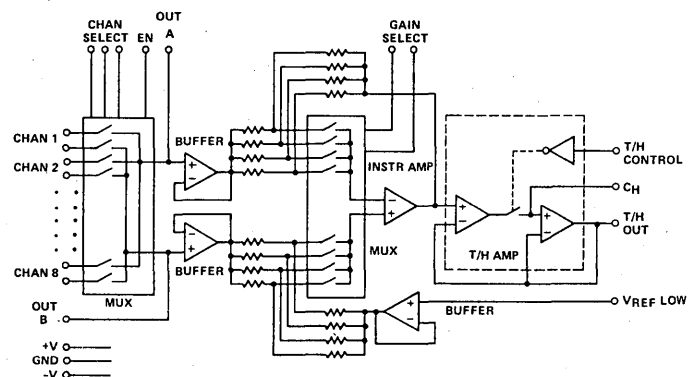 OUT
A
CHAN
SELECT
EN
GAIN
SELECT
CHAN 1
CHAN 2
CHAN 8
MUX
BUFFER
BUFFER
INSTR AMP
MUX
T/H AMP
T/H
CONTROL
CH
T/H
OUT
BUFFER
VREF LOW
OUT
B
+V
GND
-V
+
−
−
+
−
+
+
−
+
−
+
−